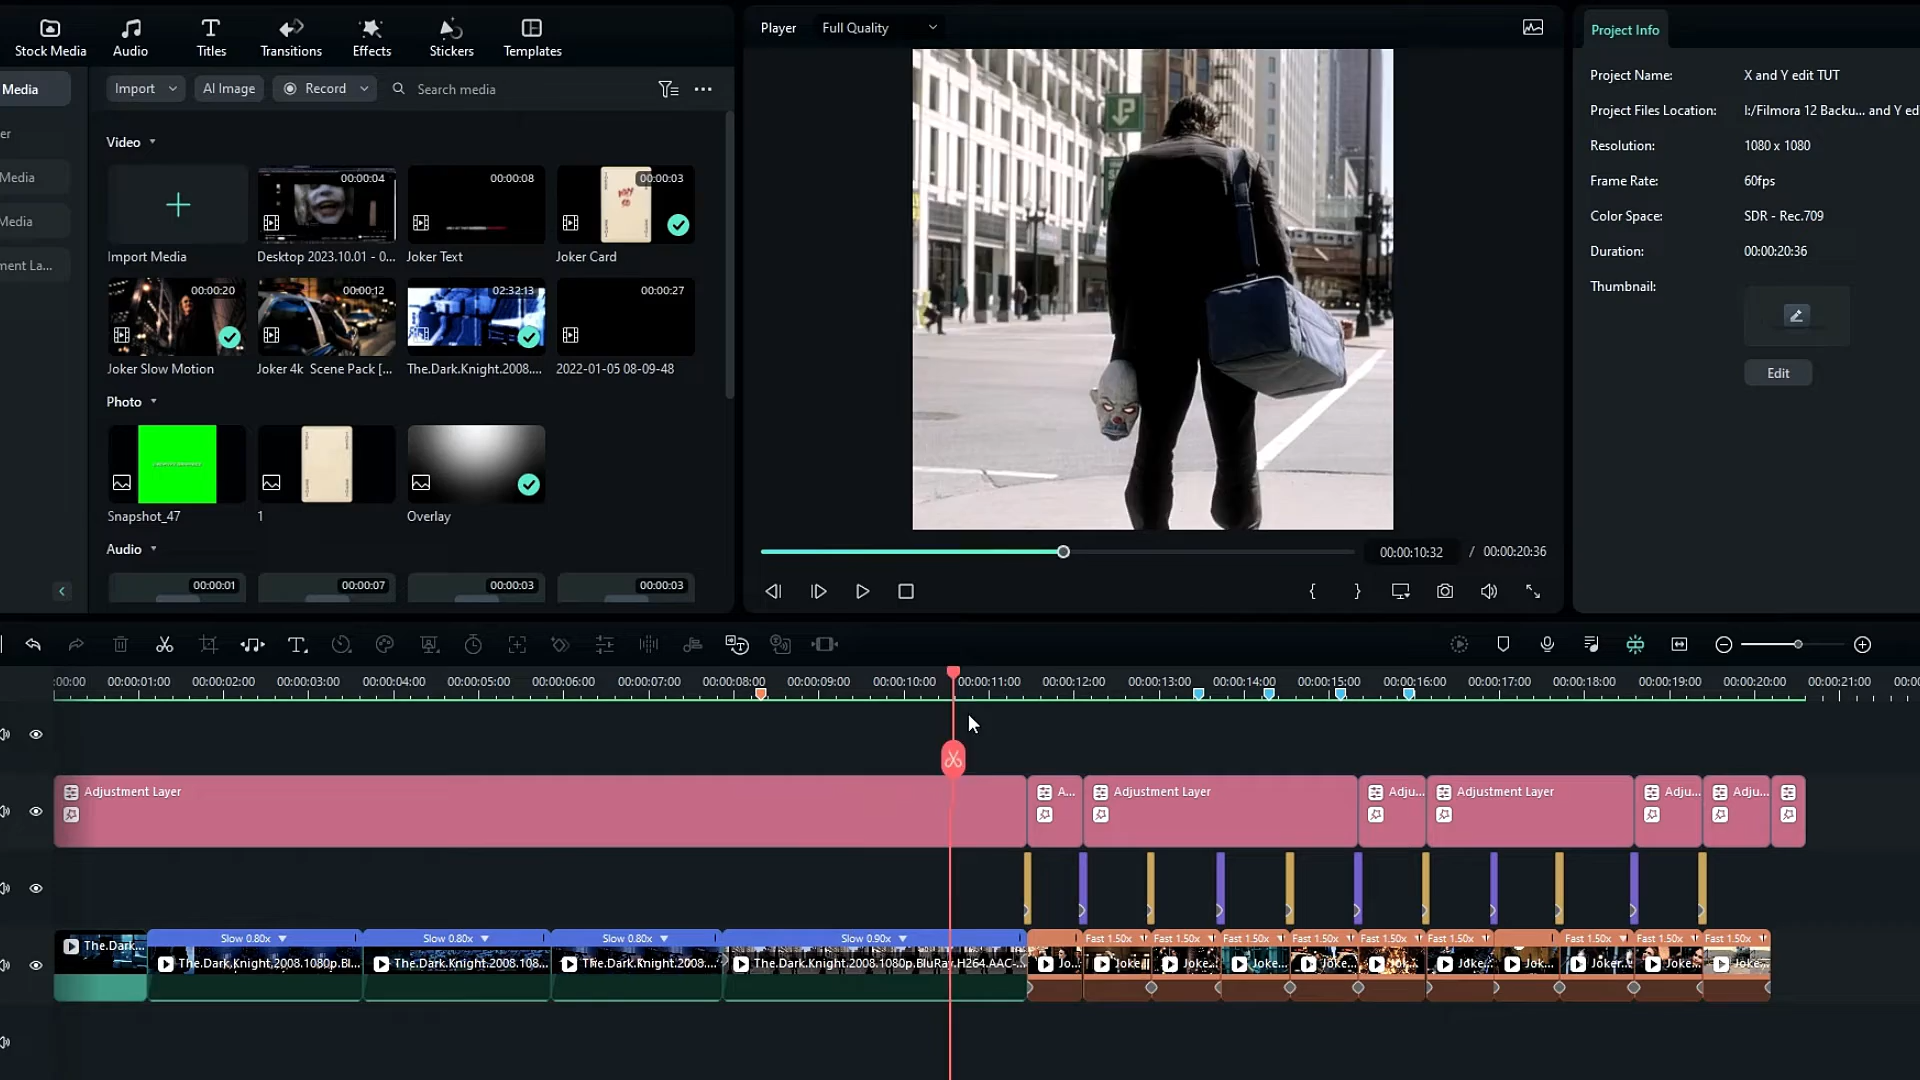 Stock Media
Audio
Titles
Transitions
Effects
Stickers
Templates
Media
er
Media
Media
ment La...
Import
AI Image
Record
Search media
Video
00:00:04
00:00:08
00:00:03
Import Media
Desktop 2023.10.01 - 0...
Joker Text
Joker Card
00:00:20
00:00:12
02:32:13
00:00:27
Joker Slow Motion
Joker 4k Scene Pack [...
The.Dark.Knight.2008....
2022-01-05 08-09-48
Photo
Snapshot_47
1
Overlay
Audio
00:00:01
00:00:07
00:00:03
00:00:03
Player
Full Quality
P
00:00:10:32 / 00:00:20:36
Project Info
Project Name: X and Y edit TUT
Project Files Location: I:/Filmora 12 Backu... and Y ed
Resolution: 1080 x 1080
Frame Rate: 60fps
Color Space: SDR - Rec.709
Duration: 00:00:20:36
Thumbnail:
Edit
:00:00 00:00:01:00 00:00:02:00 00:00:03:00 00:00:04:00 00:00:05:00 00:00:06:00 00:00:07:00 00:00:08:00 00:00:09:00 00:00:10:00 00:00:11:00 00:00:12:00 00:00:13:00 00:00:14:00 00:00:15:00 00:00:16:00 00:00:17:00 00:00:18:00 00:00:19:00 00:00:20:00 00:00:21:00 00:00
Adjustment Layer A... Adjustment Layer Adju... Adjustment Layer Adju... Adju...
Slow 0.80x Slow 0.80x Slow 0.80x Slow 0.90x Fast 1.50x Fast 1.50x Fast 1.50x Fast 1.50x Fast 1.50x Fast 1.50x Fast 1.50x Fast 1.50x Fast 1.50x
The.Dark... The.Dark.Knight.2008.1080p.Bl... The.Dark.Knight.2008.108... The.Dark.Knight.2008.... The.Dark.Knight.2008.1080p.BluRay.H264.AAC-... Jo... Joke Joke... Joke... Joke... Joke... Joke... Jok... Joker... Joke... Joke...